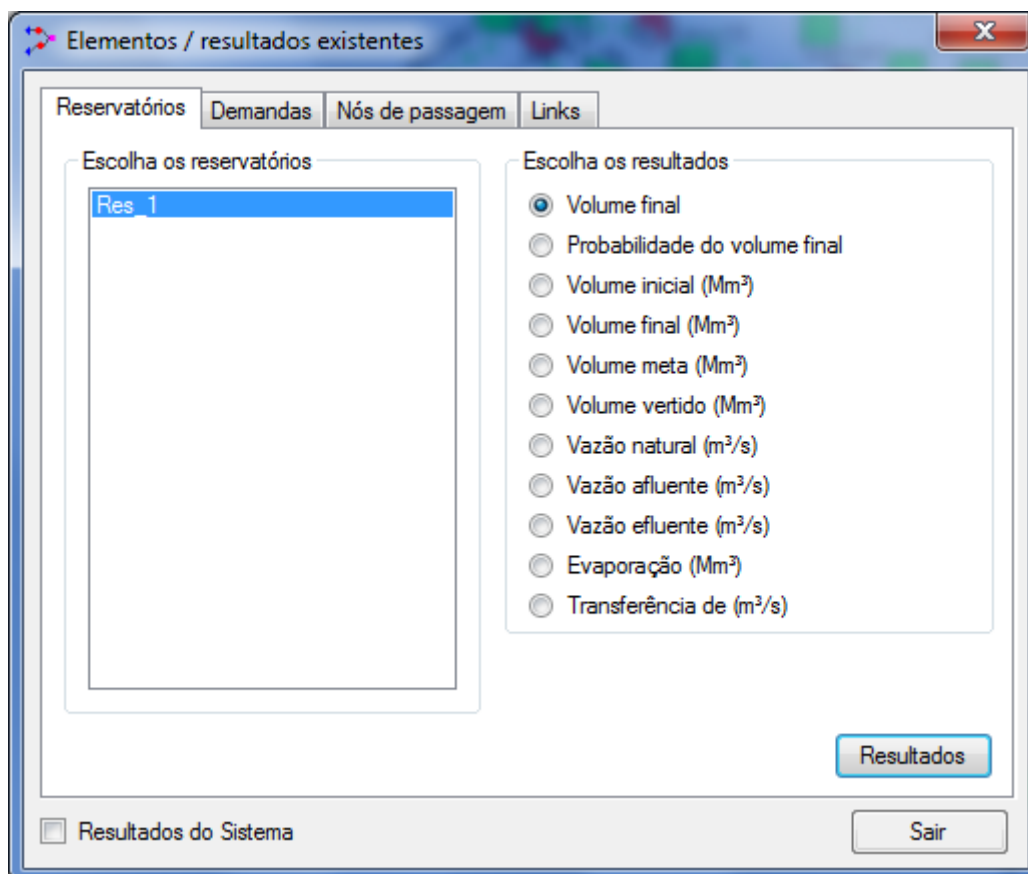 Elementos / resultados existentes
Reservatórios
Demandas
Nós de passagem
Links
Escolha os reservatórios
Res_1
Escolha os resultados
Volume final
Probabilidade do volume final
Volume inicial (Mm³)
Volume final (Mm³)
Volume meta (Mm³)
Volume vertido (Mm³)
Vazão natural (m³/s)
Vazão afluente (m³/s)
Vazão efluente (m³/s)
Evaporação (Mm³)
Transferência de (m³/s)
Resultados
Resultados do Sistema
Sair